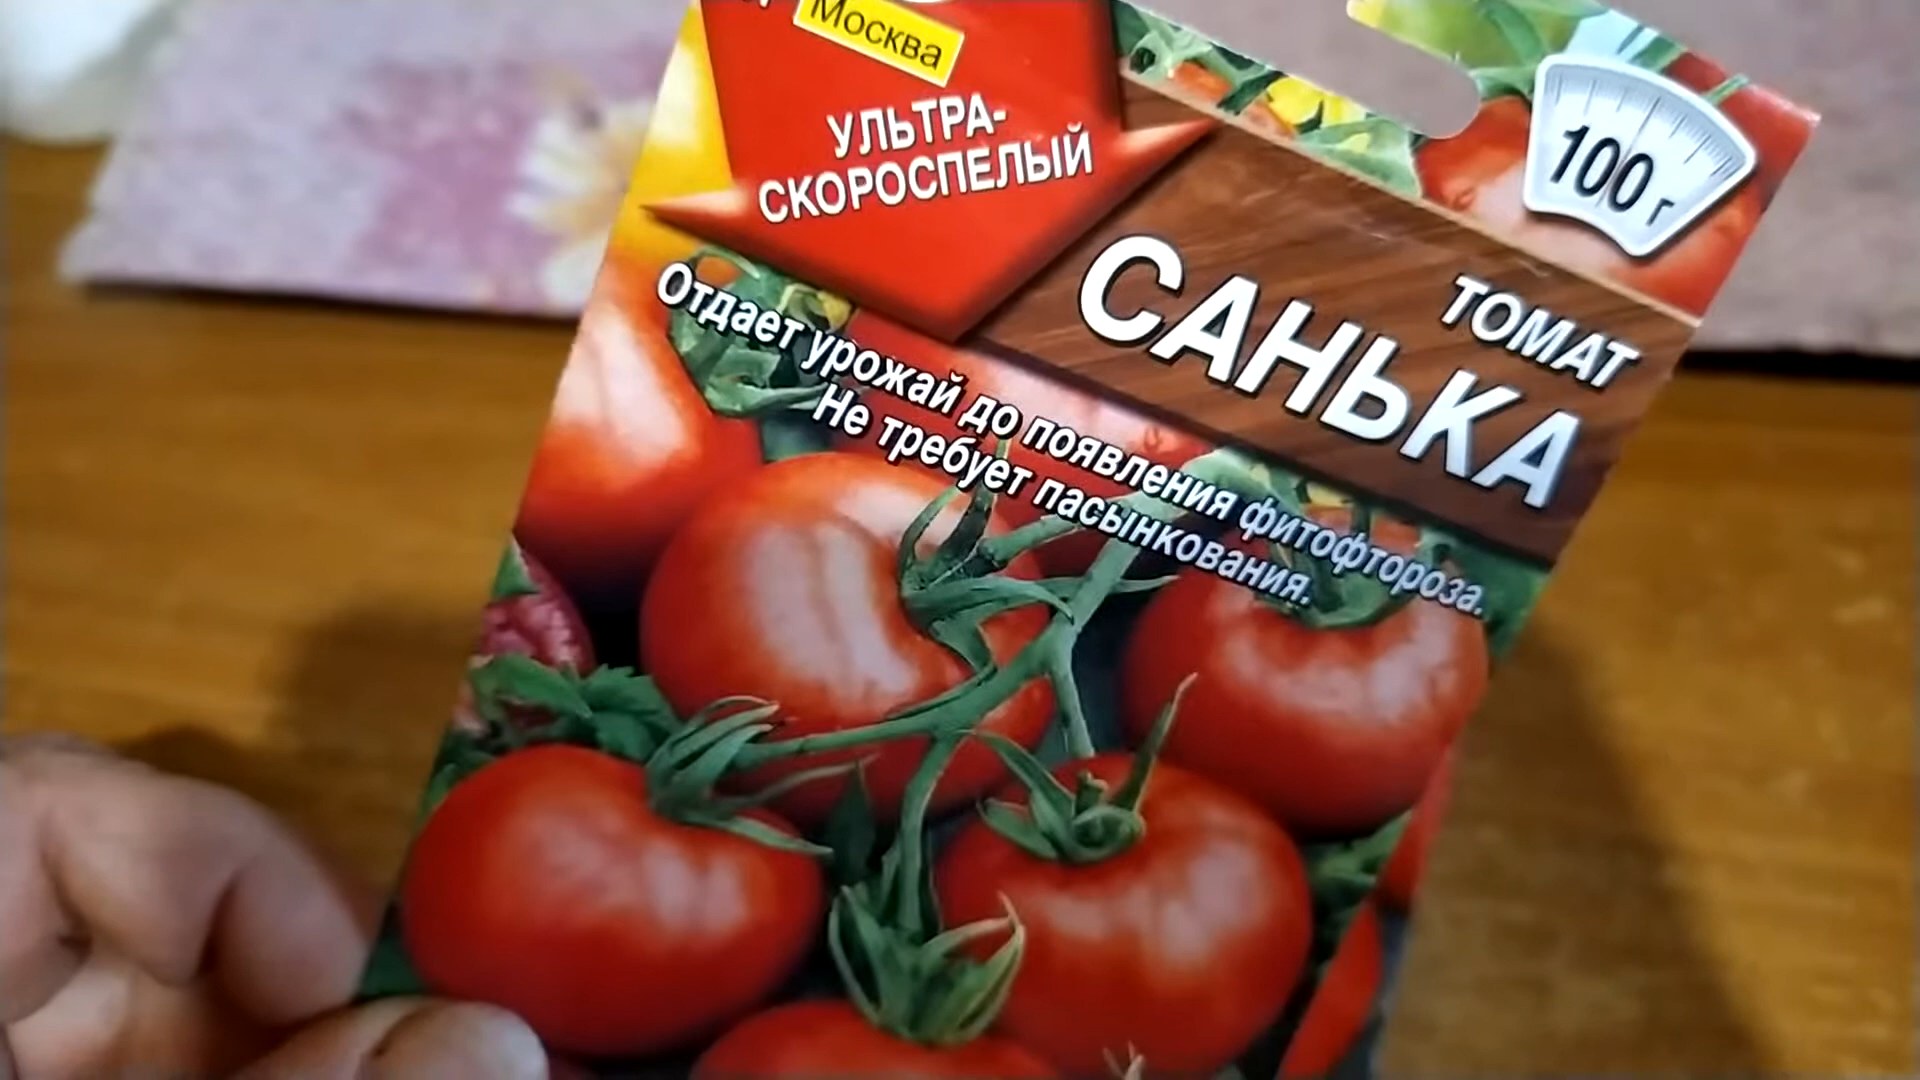 Москва
УЛЬТРА-
СКОРОСПЕЛЫЙ
100 г
ТОМАТ
САНЬКА
Отдает урожай до появления фитофтороза.
Не требует пасынкования.